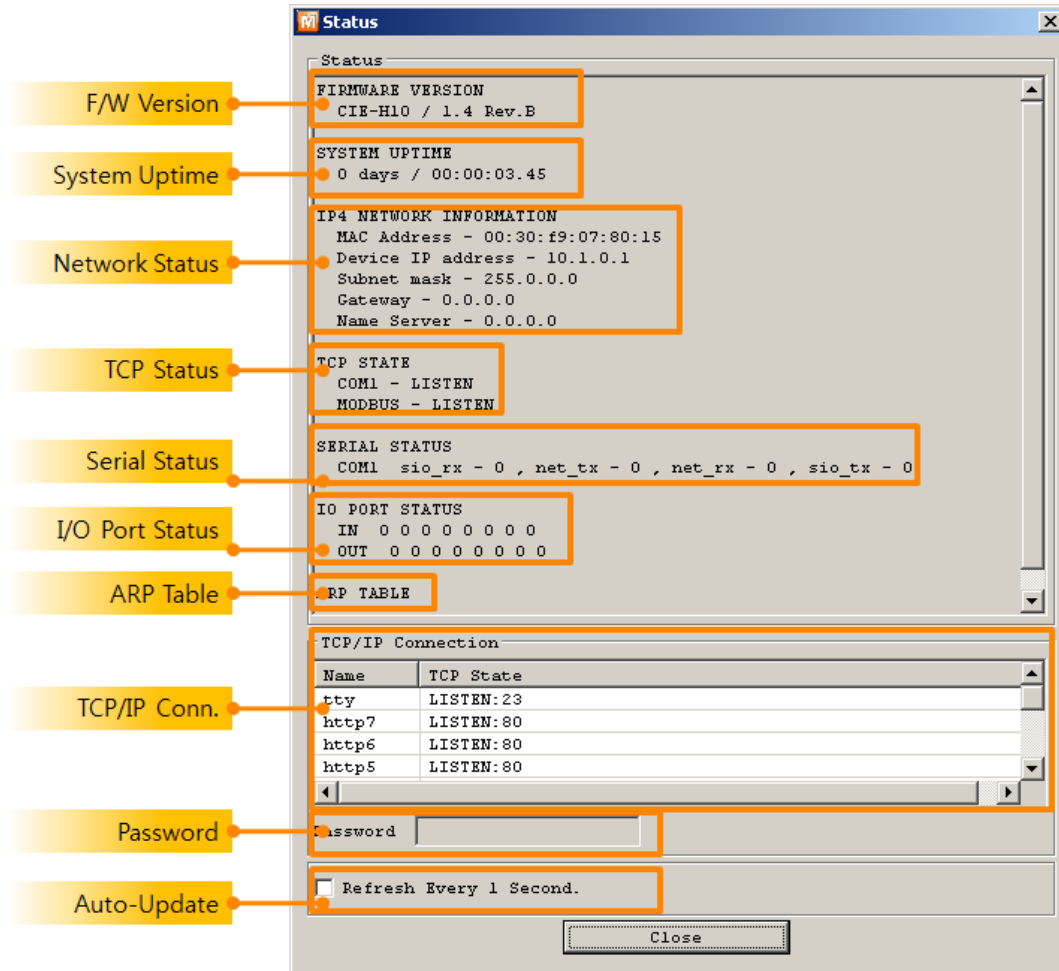 Status
Status
F/W Version
FIRMWARE VERSION
CIE-H10 / 1.4 Rev.B
System Uptime
SYSTEM UPTIME
0 days / 00:00:03.45
Network Status
IP4 NETWORK INFORMATION
MAC Address - 00:30:f9:07:80:15
Device IP address - 10.1.0.1
Subnet mask - 255.0.0.0
Gateway - 0.0.0.0
Name Server - 0.0.0.0
TCP Status
TCP STATE
COM1 - LISTEN
MODBUS - LISTEN
Serial Status
SERIAL STATUS
COM1 sio_rx - 0 , net_tx - 0 , net_rx - 0 , sio_tx - 0
I/O Port Status
IO PORT STATUS
IN 0 0 0 0 0 0 0 0
OUT 0 0 0 0 0 0 0 0
ARP Table
ARP TABLE
TCP/IP Conn.
TCP/IP Connection
Name TCP State
tty LISTEN:23
http7 LISTEN:80
http6 LISTEN:80
http5 LISTEN:80
Password
Password
Auto-Update
Refresh Every 1 Second.
Close